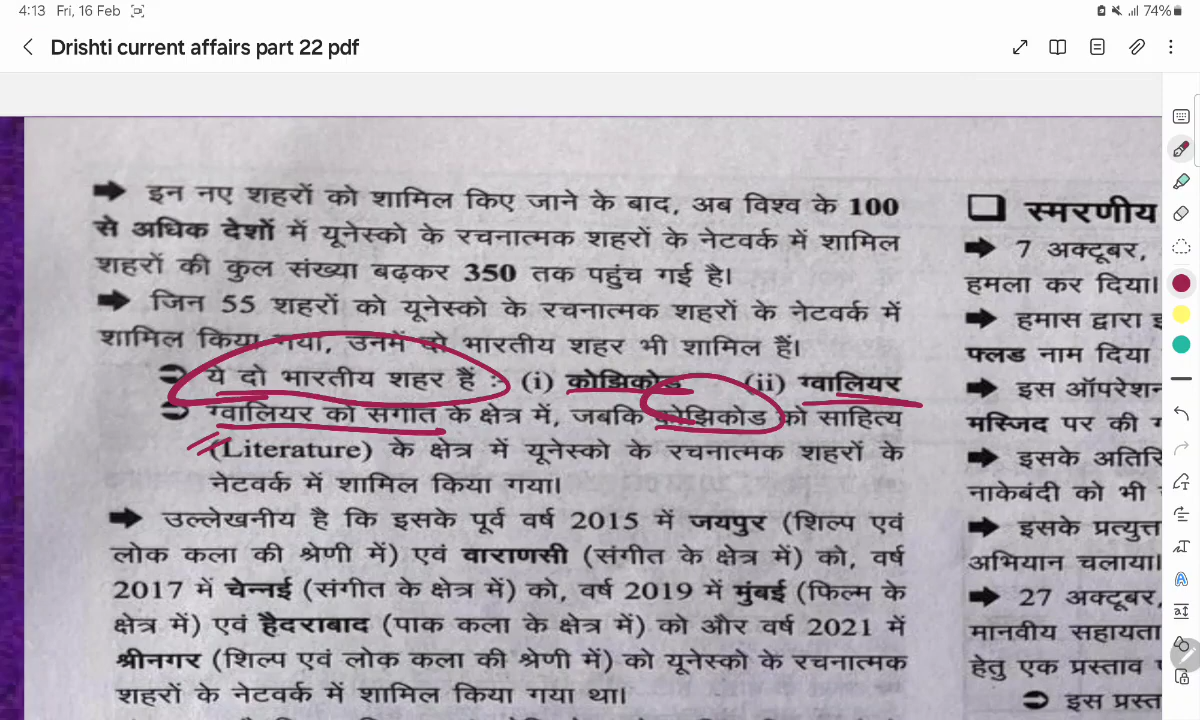 4:13 Fri, 16 Feb 74%
Drishti current affairs part 22 pdf
➡ इन नए शहरों को शामिल किए जाने के बाद, अब विश्व के 100
से अधिक देशों में यूनेस्को के रचनात्मक शहरों के नेटवर्क में शामिल
शहरों की कुल संख्या बढ़कर 350 तक पहुंच गई है।
➡ जिन 55 शहरों को यूनेस्को के रचनात्मक शहरों के नेटवर्क में
शामिल किया गया, उनमें दो भारतीय शहर भी शामिल हैं।
ये दो भारतीय शहर हैं :- (i) कोझिकोड (ii) ग्वालियर
ग्वालियर को संगीत के क्षेत्र में, जबकि कोझिकोड को साहित्य
(Literature) के क्षेत्र में यूनेस्को के रचनात्मक शहरों के
नेटवर्क में शामिल किया गया।
➡ उल्लेखनीय है कि इसके पूर्व वर्ष 2015 में जयपुर (शिल्प एवं
लोक कला की श्रेणी में) एवं वाराणसी (संगीत के क्षेत्र में) को, वर्ष
2017 में चेन्नई (संगीत के क्षेत्र में) को, वर्ष 2019 में मुंबई (फिल्म के
क्षेत्र में) एवं हैदराबाद (पाक कला के क्षेत्र में) को और वर्ष 2021 में
श्रीनगर (शिल्प एवं लोक कला की श्रेणी में) को यूनेस्को के रचनात्मक
शहरों के नेटवर्क में शामिल किया गया था।
❑ स्मरणीय
➡ 7 अक्टूबर,
हमला कर दिया।
➡ हमास द्वारा
फ्लड नाम दिया
➡ इस ऑपरेशन
मस्जिद पर की
➡ इसके अतिरि
नाकेबंदी को भी
➡ इसके प्रत्युत्त
अभियान चलाया।
➡ 27 अक्टूबर,
मानवीय सहायता
हेतु एक प्रस्ताव
इस प्रस्त